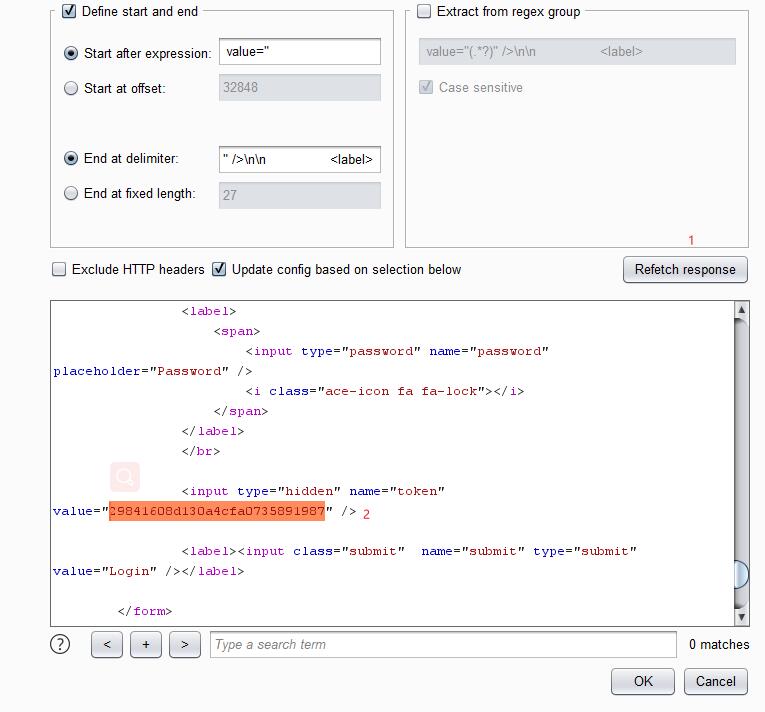 Define start and end
Extract from regex group
Start after expression:
value="
value="(.*?)" />\n\n <label>
Start at offset:
32848
Case sensitive
End at delimiter:
" />\n\n <label>
End at fixed length:
27
1
Exclude HTTP headers
Update config based on selection below
Refetch response
<label>
<span>
<input type="password" name="password"
placeholder="Password" />
<i class="ace-icon fa fa-lock"></i>
</span>
</label>
</br>
<input type="hidden" name="token"
value="29841608d130a4cfa0735891987" /> 2
<label><input class="submit"  name="submit" type="submit"
value="Login" /></label>
</form>
?
<
+
>
Type a search term
0 matches
OK
Cancel